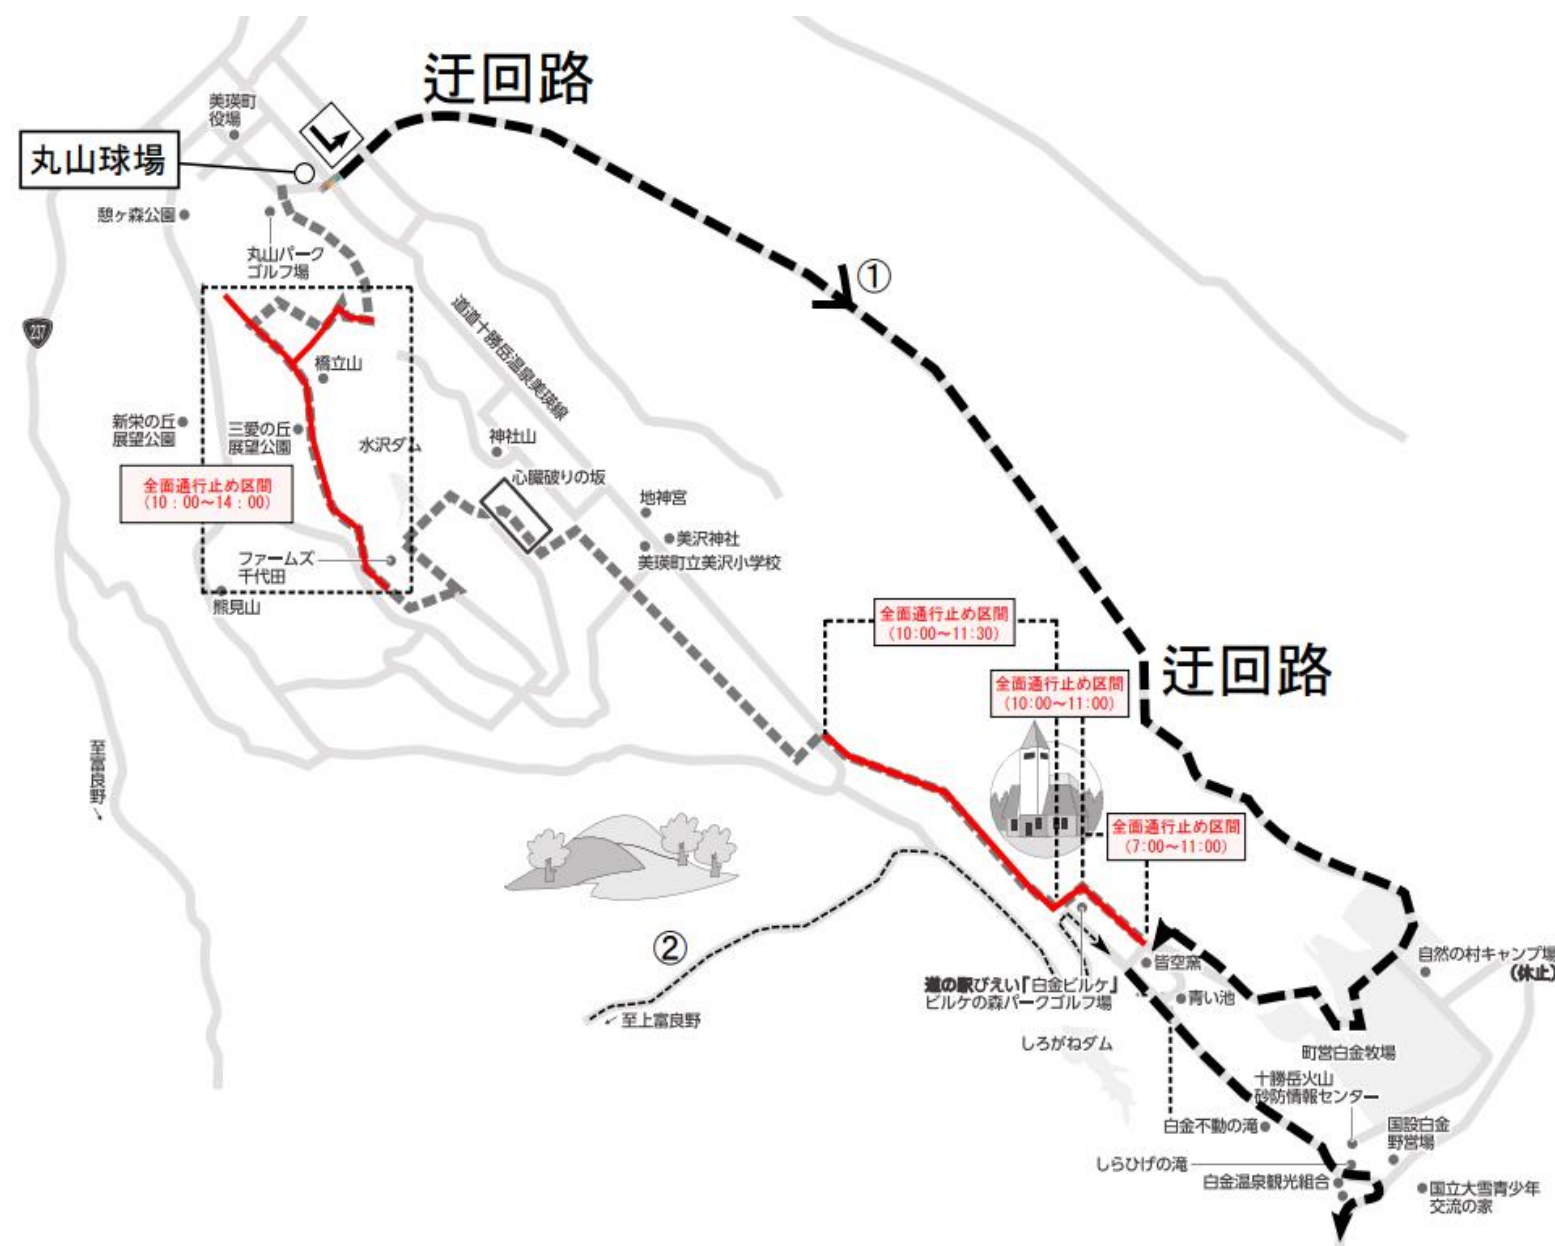 迂回路
美瑛町
役場
丸山球場
憩ヶ森公園
丸山パーク
ゴルフ場
①
237
道道十勝岳温泉美瑛線
橋立山
新栄の丘
展望公園
三愛の丘
展望公園
水沢ダム
神社山
心臓破りの坂
全面通行止め区間
(10：00～14：00)
地神宮
美沢神社
美瑛町立美沢小学校
ファームズ
千代田
熊見山
全面通行止め区間
(10:00～11:30)
迂回路
全面通行止め区間
(10:00～11:00)
至富良野
全面通行止め区間
(7:00～11:00)
②
皆空窯
自然の村キャンプ場
(休止)
道の駅びえい「白金ビルケ」
ビルケの森パークゴルフ場
青い池
至上富良野
しろがねダム
町営白金牧場
十勝岳火山
砂防情報センター
白金不動の滝
国設白金
野営場
しらひげの滝
白金温泉観光組合
国立大雪青少年
交流の家